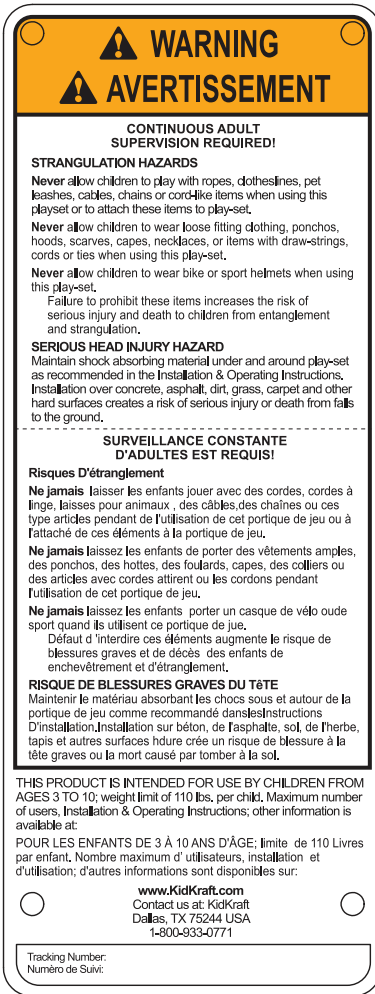 WARNING
AVERTISSEMENT
CONTINUOUS ADULT
SUPERVISION REQUIRED!
STRANGULATION HAZARDS
Never allow children to play with ropes, clotheslines, pet
leashes, cables, chains or cord-like items when using this
playset or to attach these items to play-set.
Never allow children to wear loose fitting clothing, ponchos,
hoods, scarves, capes, necklaces, or items with draw-strings,
cords or ties when using this play-set.
Never allow children to wear bike or sport helmets when using
this play-set.
Failure to prohibit these items increases the risk of
serious injury and death to children from entanglement
and strangulation.
SERIOUS HEAD INJURY HAZARD
Maintain shock absorbing material under and around play-set
as recommended in the Installation & Operating Instructions.
Installation over concrete, asphalt, dirt, grass, carpet and other
hard surfaces creates a risk of serious injury or death from falls
to the ground.
SURVEILLANCE CONSTANTE
D'ADULTES EST REQUIS!
Risques D'étranglement
Ne jamais laisser les enfants jouer avec des cordes, cordes à
linge, laisses pour animaux , des câbles,des chaînes ou ces
type articles pendant de l'utilisation de cet portique de jeu ou à
l'attaché de ces éléments à la portique de jeu.
Ne jamais laissez les enfants de porter des vêtements amples,
des ponchos, des hottes, des foulards, capes, des colliers ou
des articles avec cordes attirent ou les cordons pendant
l'utilisation de cet portique de jeu.
Ne jamais laissez les enfants porter un casque de vélo oude
sport quand ils utilisent ce portique de jue.
Défaut d 'interdire ces éléments augmente le risque de
blessures graves et de décès des enfants de
enchevêtrement et d'étranglement.
RISQUE DE BLESSURES GRAVES DU TêTE
Maintenir le matériau absorbant les chocs sous et autour de la
portique de jeu comme recommandé danslesInstructions
D'installation.Installation sur béton, de l'asphalte, sol, de l'herbe,
tapis et autres surfaces hdure crée un risque de blessure à la
tête graves ou la mort causé par tomber à la sol.
THIS PRODUCT IS INTENDED FOR USE BY CHILDREN FROM
AGES 3 TO 10; weight limit of 110 lbs. per child. Maximum number
of users, Installation & Operating Instructions; other information is
available at:
POUR LES ENFANTS DE 3 À 10 ANS D'ÂGE; limite de 110 Livres
par enfant. Nombre maximum d' utilisateurs, installation et
d'utilisation; d'autres informations sont disponibles sur:
www.KidKraft.com
Contact us at: KidKraft
Dallas, TX 75244 USA
1-800-933-0771
Tracking Number:
Numèro de Suivi: